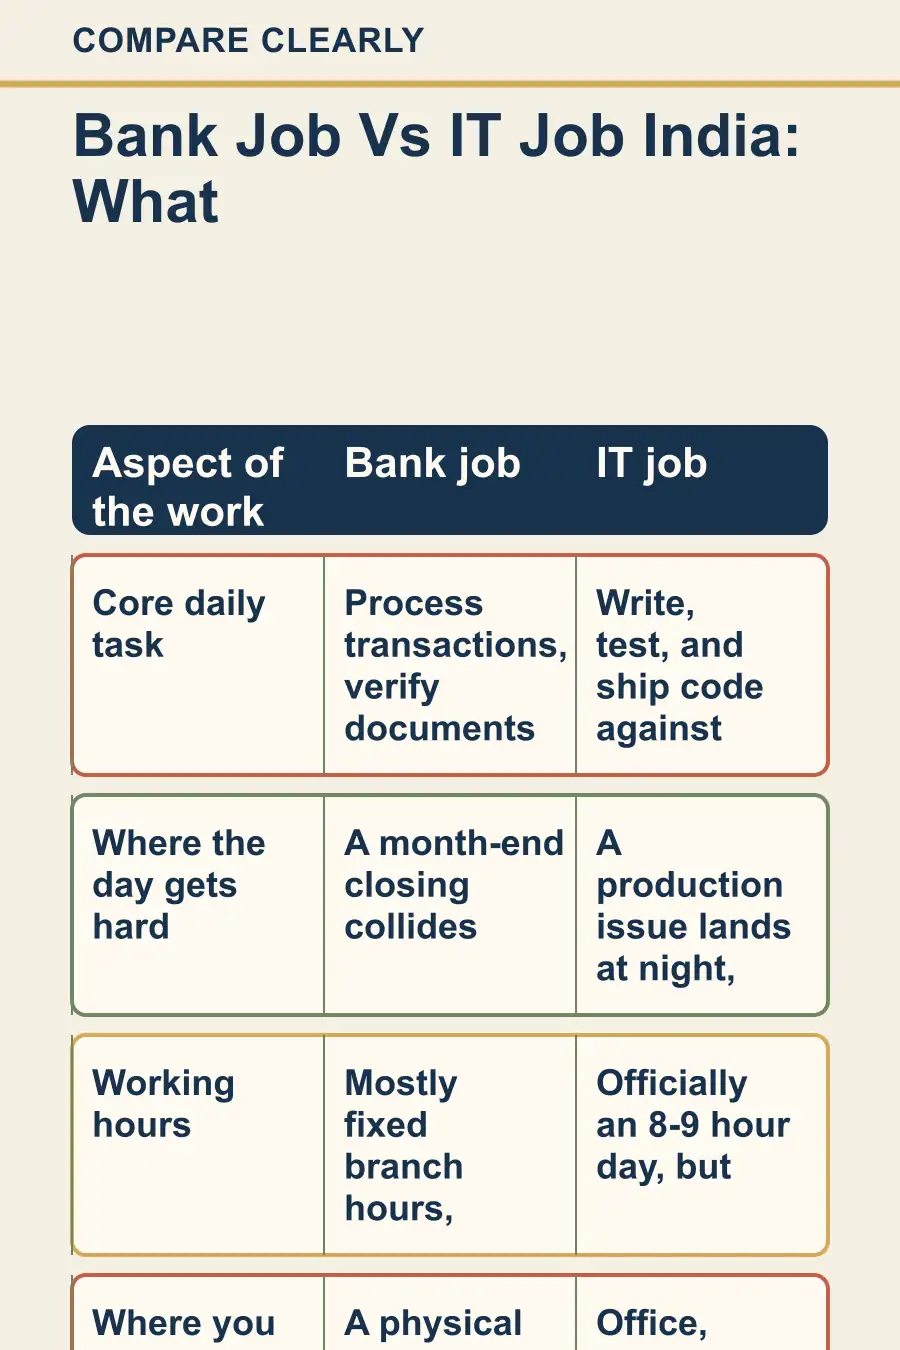 COMPARE CLEARLY
Bank Job Vs IT Job India:
What
Aspect of
the work
Bank job
IT job
Core daily
task
Process
transactions,
verify
documents
Write,
test, and
ship code
against
Where the
day gets
hard
A month-end
closing
collides
A
production
issue lands
at night,
Working
hours
Mostly
fixed
branch
hours,
Officially
an 8-9 hour
day, but
Where you
A physical
Office,